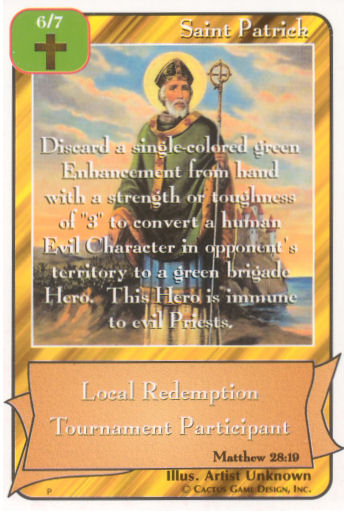 6/7
Saint Patrick
Discard a single-colored green
Enhancement from hand
with a strength or toughness
of "3" to convert a human
Evil Character in opponent's
territory to a green brigade
Hero. This Hero is immune
to evil Priests.
Local Redemption
Tournament Participant
Matthew 28:19
Illus. Artist Unknown
P
© Cactus Game Design, Inc.